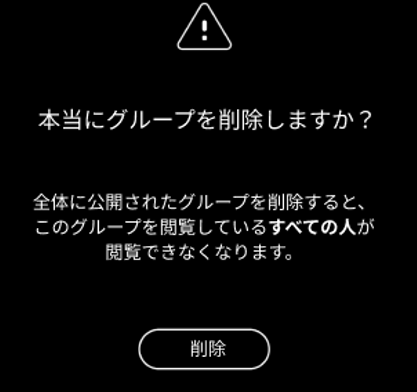 本当にグループを削除しますか？
全体に公開されたグループを削除すると、
このグループを閲覧しているすべての人が
閲覧できなくなります。
削除